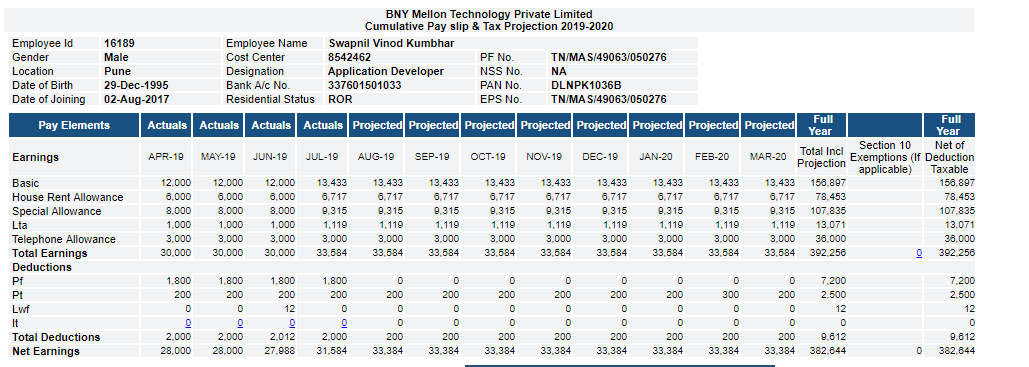 BNY Mellon Technology Private Limited
Cumulative Pay slip & Tax Projection 2019-2020
Employee Id 16189 Employee Name Swapnil Vinod Kumbhar
Gender Male Cost Center 8542462 PF No. TN/MAS/49063/050276
Location Pune Designation Application Developer NSS No. NA
Date of Birth 29-Dec-1995 Bank A/c No. 337601501033 PAN No. DLNPK1036B
Date of Joining 02-Aug-2017 Residential Status ROR EPS No. TN/MAS/49063/050276
Pay Elements Actuals Actuals Actuals Actuals Projected Projected Projected Projected Projected Projected Projected Projected Full Year Full Year
Earnings APR-19 MAY-19 JUN-19 JUL-19 AUG-19 SEP-19 OCT-19 NOV-19 DEC-19 JAN-20 FEB-20 MAR-20 Total Incl Projection Section 10 Exemptions (If applicable) Net of Deduction Taxable
Basic 12,000 12,000 12,000 13,433 13,433 13,433 13,433 13,433 13,433 13,433 13,433 13,433 156,897 156,897
House Rent Allowance 6,000 6,000 6,000 6,717 6,717 6,717 6,717 6,717 6,717 6,717 6,717 6,717 78,453 78,453
Special Allowance 8,000 8,000 8,000 9,315 9,315 9,315 9,315 9,315 9,315 9,315 9,315 9,315 107,835 107,835
Lta 1,000 1,000 1,000 1,119 1,119 1,119 1,119 1,119 1,119 1,119 1,119 1,119 13,071 13,071
Telephone Allowance 3,000 3,000 3,000 3,000 3,000 3,000 3,000 3,000 3,000 3,000 3,000 3,000 36,000 36,000
Total Earnings 30,000 30,000 30,000 33,584 33,584 33,584 33,584 33,584 33,584 33,584 33,584 33,584 392,256 0 392,256
Deductions
Pf 1,800 1,800 1,800 1,800 0 0 0 0 0 0 0 0 7,200 7,200
Pt 200 200 200 200 200 200 200 200 200 200 300 200 2,500 2,500
Lwf 0 0 12 0 0 0 0 0 0 0 0 0 12 12
It 0 0 0 0 0 0 0 0 0 0 0 0 0 0
Total Deductions 2,000 2,000 2,012 2,000 200 200 200 200 200 200 300 200 9,612 9,612
Net Earnings 28,000 28,000 27,988 31,584 33,384 33,384 33,384 33,384 33,384 33,384 33,284 33,384 382,644 0 382,644